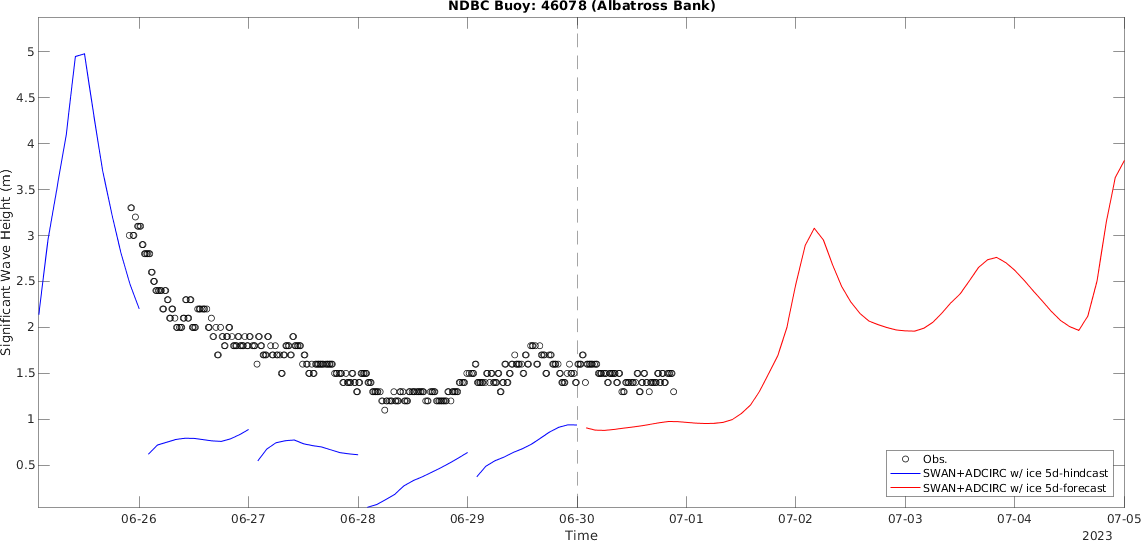 NDBC Buoy: 46078 (Albatross Bank)
5
4.5
4
3.5
3
2.5
2
1.5
1
0.5
Significant Wave Height (m)
Obs.
SWAN+ADCIRC w/ ice 5d-hindcast
SWAN+ADCIRC w/ ice 5d-forecast
06-26 06-27 06-28 06-29 06-30 07-01 07-02 07-03 07-04 07-05
Time
2023